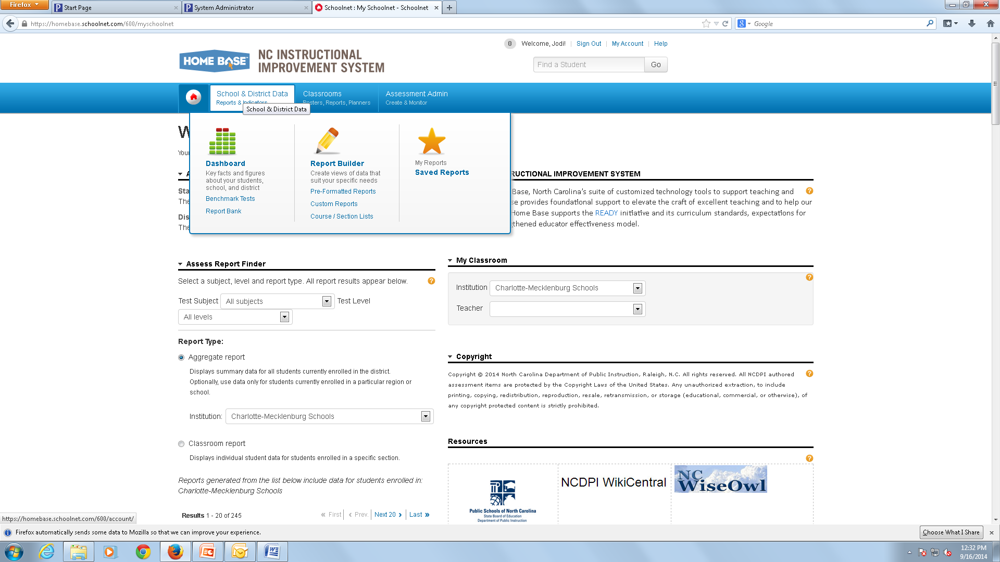 Firefox
Start Page
System Administrator
Schoolnet : My Schoolnet - Schoolnet
https://homebase.schoolnet.com/600/myschoolnet
Google
0 Welcome, Jodi! | Sign Out | My Account | Help
HOME BASE
NC INSTRUCTIONAL
IMPROVEMENT SYSTEM
Find a Student Go
School & District Data
Reports & Indicators
Classrooms
Rosters, Reports, Planners
Assessment Admin
Create & Monitor
School & District Data
W
Your
Dashboard
Key facts and figures
about your students,
school, and district
Benchmark Tests
Report Bank
Report Builder
Create views of data that
suit your specific needs
Pre-Formatted Reports
Custom Reports
Course / Section Lists
My Reports
Saved Reports
A
Sta
The
Dis
The
RUCTIONAL IMPROVEMENT SYSTEM
Base, North Carolina's suite of customized technology tools to support teaching and
se provides foundational support to elevate the craft of excellent teaching and to help our
Home Base supports the READY initiative and its curriculum standards, expectations for
gthened educator effectiveness model.
Assess Report Finder
Select a subject, level and report type. All report results appear below.
Test Subject All subjects Test Level
All levels
Report Type:
Aggregate report
Displays summary data for all students currently enrolled in the district.
Optionally, use data only for students currently enrolled in a particular region or
school.
Institution: Charlotte-Mecklenburg Schools
Classroom report
Displays individual student data for students enrolled in a specific section.
Reports generated from the list below include data for students enrolled in:
Charlotte-Mecklenburg Schools
Results 1 - 20 of 245 « First ‹ Prev. Next 20 › Last »
My Classroom
Institution Charlotte-Mecklenburg Schools
Teacher
Copyright
Copyright © 2014 North Carolina Department of Public Instruction, Raleigh, N.C. All rights reserved. All NCDPI authored
assessment items are protected by the Copyright Laws of the United States. Any unauthorized extraction, to include
printing, copying, redistribution, reproduction, resale, retransmission, or storage (educational, commercial, or otherwise), of
any copyright protected content is strictly prohibited.
Resources
Public Schools of North Carolina
State Board of Education
Department of Public Instruction
NCDPI WikiCentral
NC
WiseOwl
https://homebase.schoolnet.com/600/account/
Firefox automatically sends some data to Mozilla so that we can improve your experience.
Choose What I Share
12:32 PM
9/16/2014